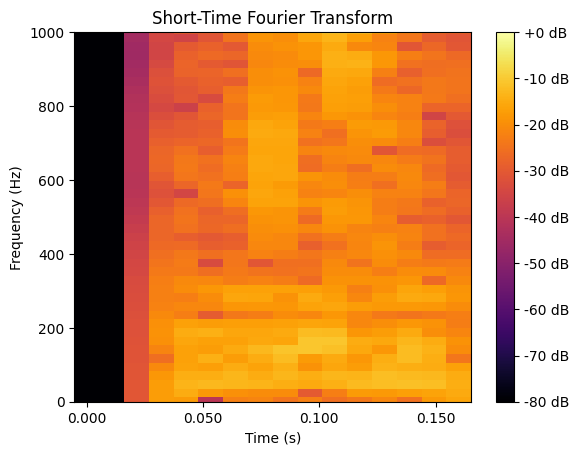 Short-Time Fourier Transform
Frequency (Hz)
1000
800
600
400
200
0
0.000
0.050
0.100
0.150
Time (s)
+0 dB
-10 dB
-20 dB
-30 dB
-40 dB
-50 dB
-60 dB
-70 dB
-80 dB